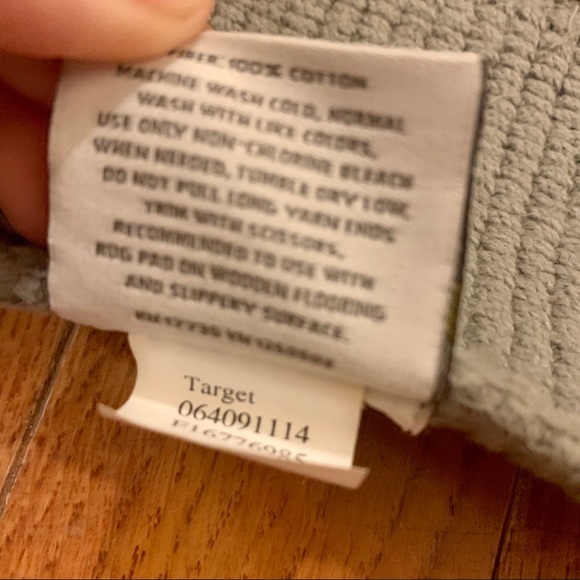 100% COTTON
MACHINE WASH COLD, NORMAL
WASH WITH LIKE COLORS,
USE ONLY NON-CHLORINE BLEACH
WHEN NEEDED, TUMBLE DRY LOW,
DO NOT PULL LONG YARN ENDS
TRIM WITH SCISSORS,
RECOMMENDED TO USE WITH
RUG PAD ON WOODEN FLOORING
AND SLIPPERY SURFACE.
Target
064091114